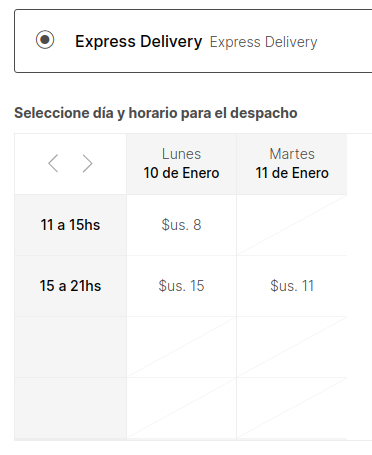 Express Delivery Express Delivery
Seleccione día y horario para el despacho
Lunes Martes
10 de Enero 11 de Enero
11 a 15hs $us. 8
15 a 21hs $us. 15 $us. 11